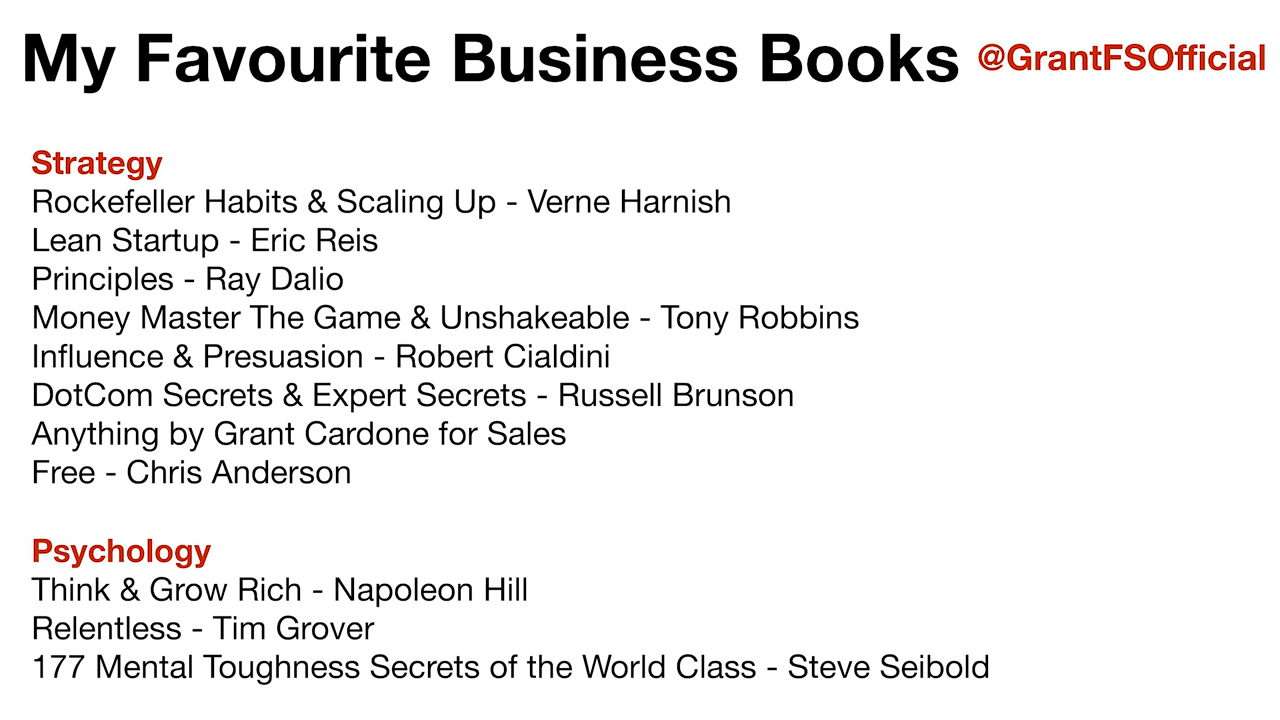 My Favourite Business Books @GrantFSOfficial
Strategy
Rockefeller Habits & Scaling Up - Verne Harnish
Lean Startup - Eric Reis
Principles - Ray Dalio
Money Master The Game & Unshakeable - Tony Robbins
Influence & Presuasion - Robert Cialdini
DotCom Secrets & Expert Secrets - Russell Brunson
Anything by Grant Cardone for Sales
Free - Chris Anderson
Psychology
Think & Grow Rich - Napoleon Hill
Relentless - Tim Grover
177 Mental Toughness Secrets of the World Class - Steve Seibold